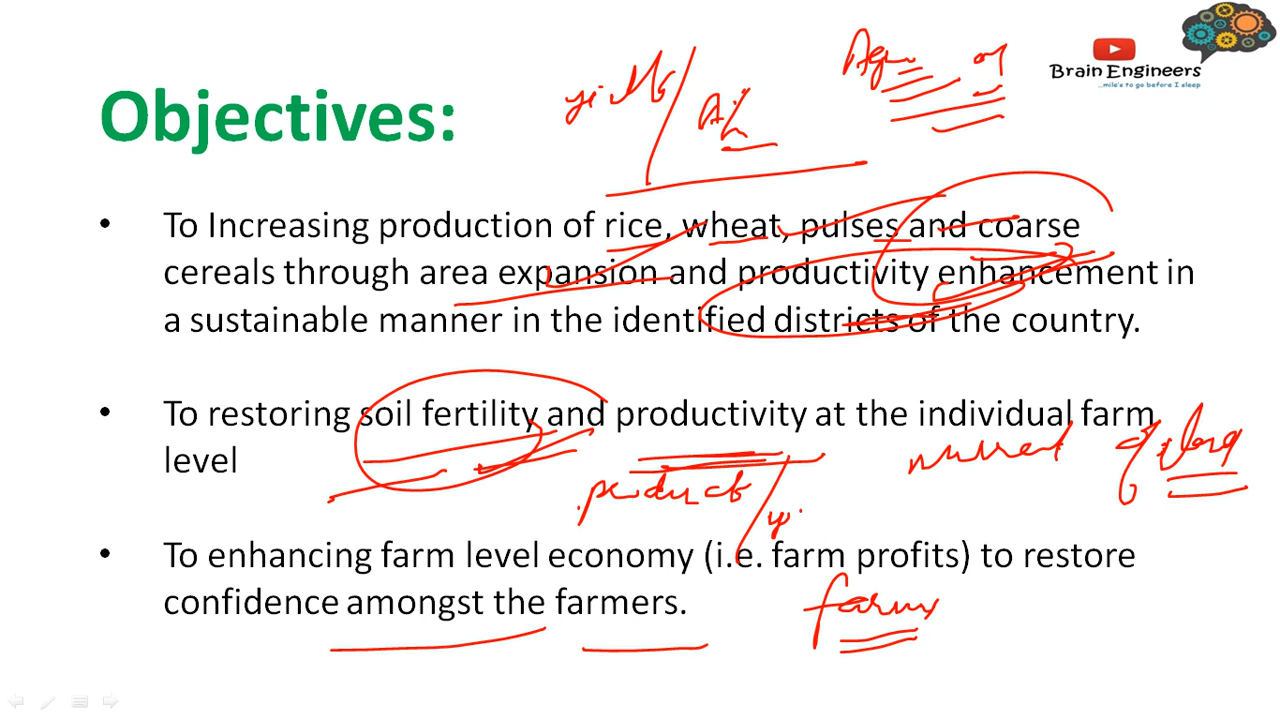 Brain Engineers
...mile's to go before I sleep
Objectives:
• To Increasing production of rice, wheat, pulses and coarse
cereals through area expansion and productivity enhancement in
a sustainable manner in the identified districts of the country.
• To restoring soil fertility and productivity at the individual farm
level
• To enhancing farm level economy (i.e. farm profits) to restore
confidence amongst the farmers.